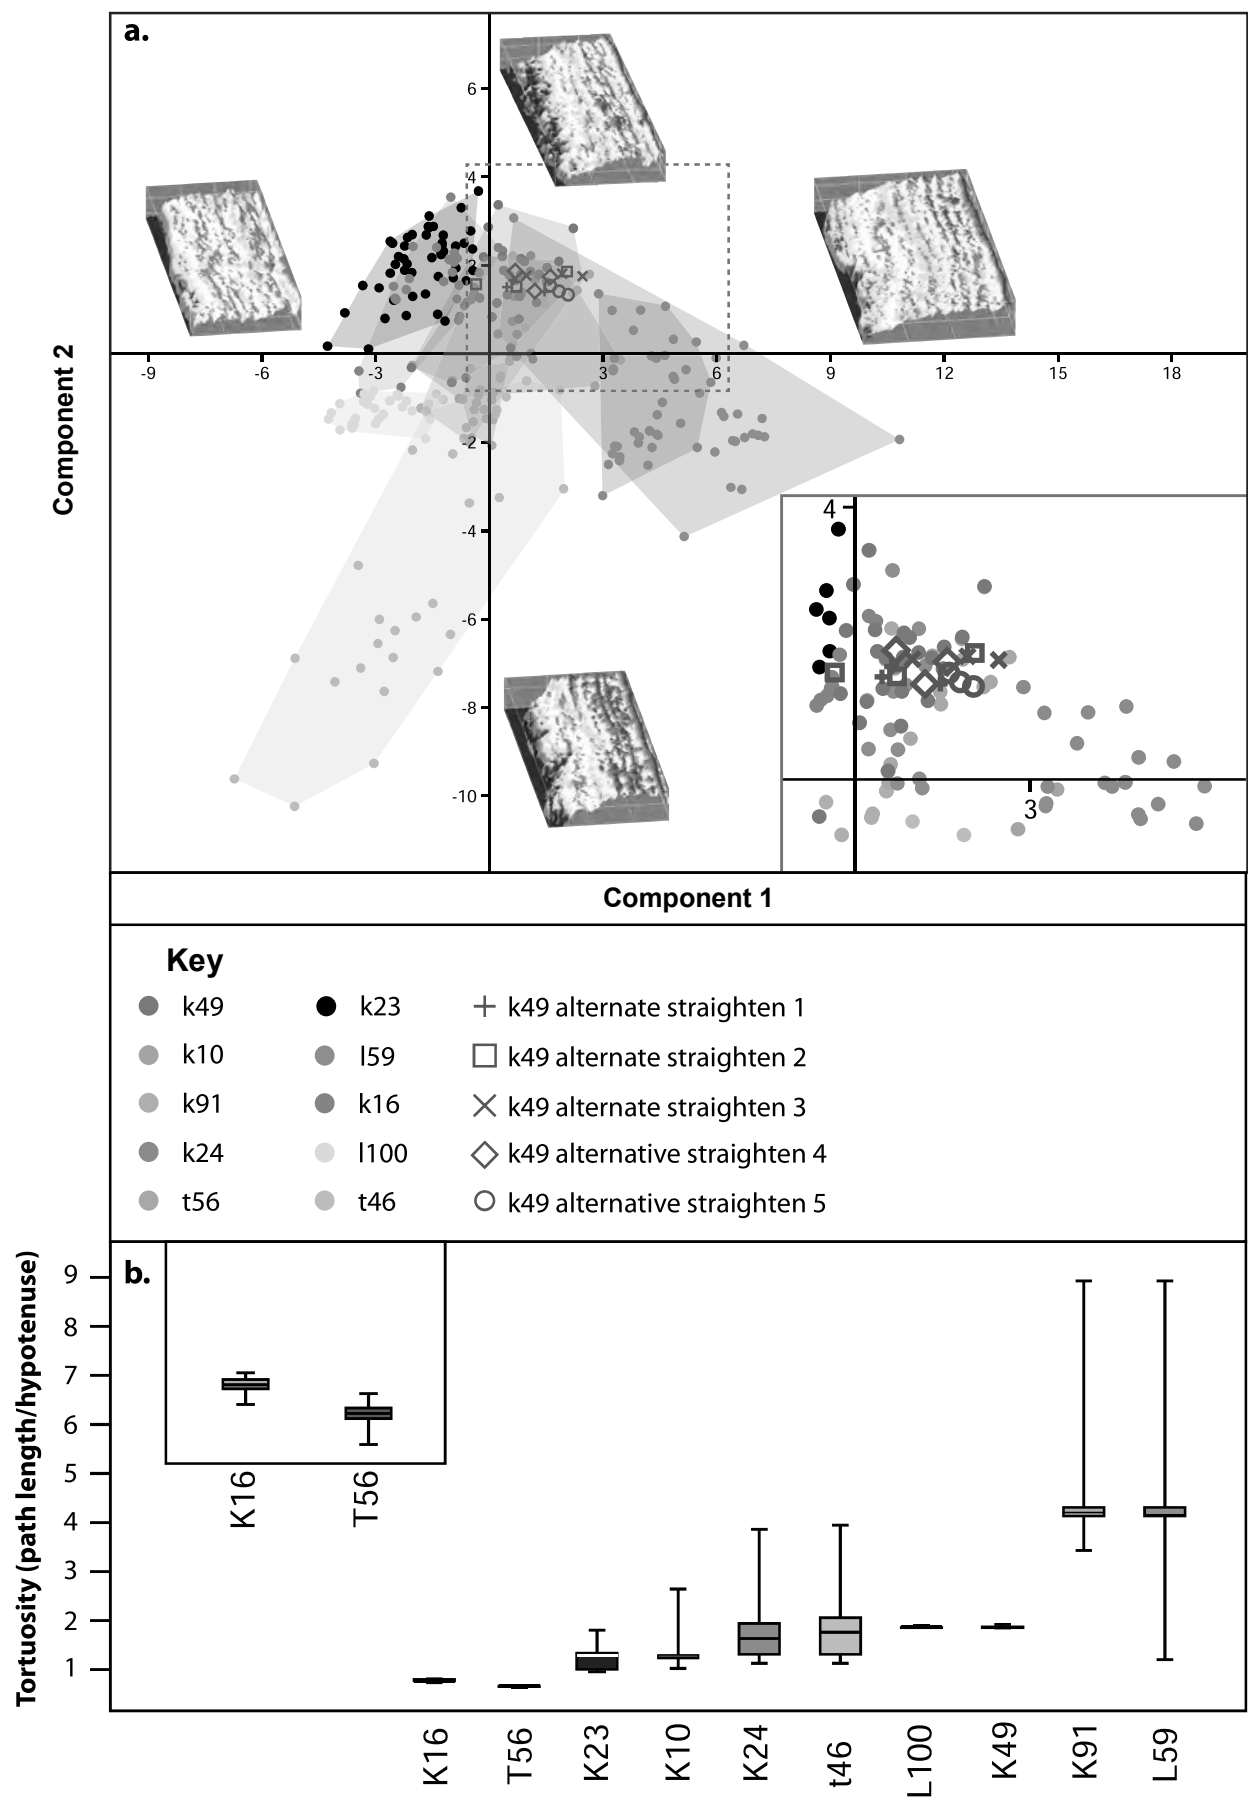 a.
6
4
2
-9 -6 -3 3 6 9 12 15 18
-2
-4
-6
-8
-10
Component 2
4
3
Component 1
Key
k49 k23 k49 alternate straighten 1
k10 l59 k49 alternate straighten 2
k91 k16 k49 alternate straighten 3
k24 l100 k49 alternative straighten 4
t56 t46 k49 alternative straighten 5
b.
Tortuosity (path length/hypotenuse)
9
8
7
6
5
4
3
2
1
K16 T56
K16 T56 K23 K10 K24 t46 L100 K49 K91 L59